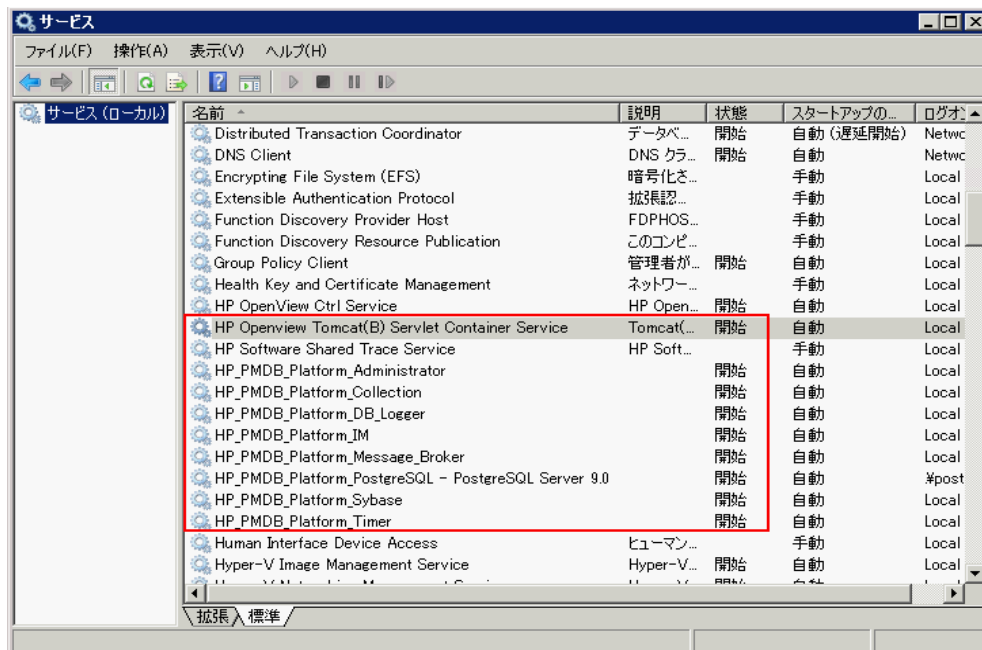 サービス
ファイル(F) 操作(A) 表示(V) ヘルプ(H)
サービス (ローカル)
名前 説明 状態 スタートアップの... ログオン
Distributed Transaction Coordinator データベ... 開始 自動 (遅延開始) Netwo
DNS Client DNS クラ... 開始 自動 Netwo
Encrypting File System (EFS) 暗号化さ... 手動 Local
Extensible Authentication Protocol 拡張認... 手動 Local
Function Discovery Provider Host FDPHOS... 手動 Local
Function Discovery Resource Publication このコンピ... 手動 Local
Group Policy Client 管理者が... 開始 自動 Local
Health Key and Certificate Management ネットワー... 手動 Local
HP OpenView Ctrl Service HP Open... 開始 自動 Local
HP Openview Tomcat(B) Servlet Container Service Tomcat(... 開始 自動 Local
HP Software Shared Trace Service HP Soft... 手動 Local
HP_PMDB_Platform_Administrator 開始 自動 Local
HP_PMDB_Platform_Collection 開始 自動 Local
HP_PMDB_Platform_DB_Logger 開始 自動 Local
HP_PMDB_Platform_IM 開始 自動 Local
HP_PMDB_Platform_Message_Broker 開始 自動 Local
HP_PMDB_Platform_PostgreSQL - PostgreSQL Server 9.0 開始 自動 ¥post
HP_PMDB_Platform_Sybase 開始 自動 Local
HP_PMDB_Platform_Timer 開始 自動 Local
Human Interface Device Access ヒューマン... 手動 Local
Hyper-V Image Management Service Hyper-V... 開始 自動 Local
拡張 標準